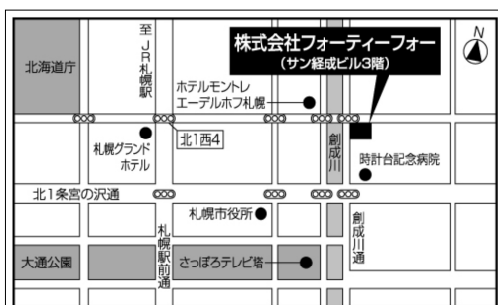 至JR札幌駅
株式会社フォーティーフォー
(サン経成ビル3階)
N
北海道庁
ホテルモントレ
エーデルホフ札幌
北1西4
札幌グランド
ホテル
創成川
時計台記念病院
北1条宮の沢通
札幌市役所
札幌駅前通
創成川通
大通公園
さっぽろテレビ塔